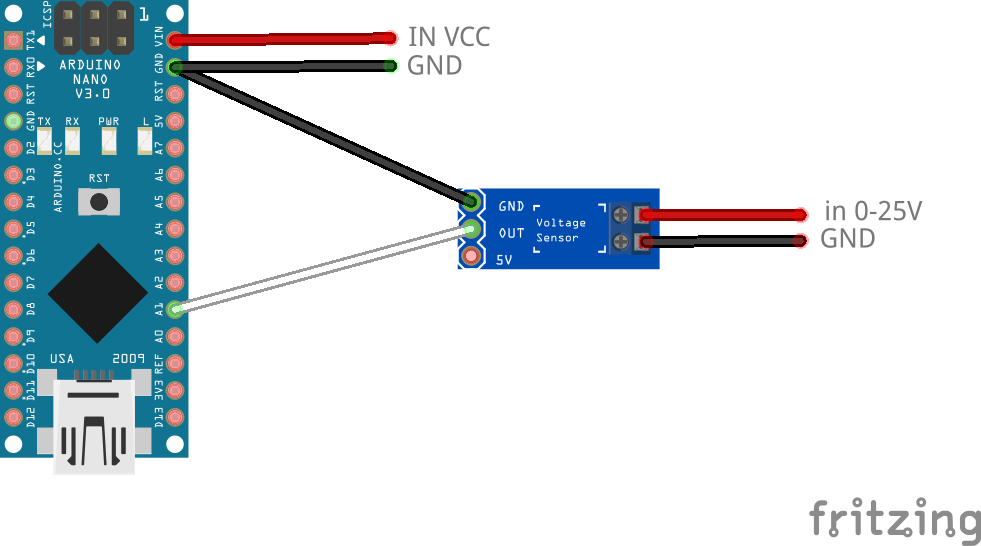 ICSP
1
TX1
RX0
RST
GND
D2
D3
D4
D5
D6
D7
D8
D9
D10
D11
D12
ARDUINO
NANO
V3.0
TX RX PWR L
ARDUINO.CC
RST
USA 2009
VIN
GND
RST
5V
A7
A6
A5
A4
A3
A2
A1
A0
REF
3V3
D13
IN VCC
GND
GND
OUT
5V
Voltage
Sensor
in 0-25V
GND
fritzing